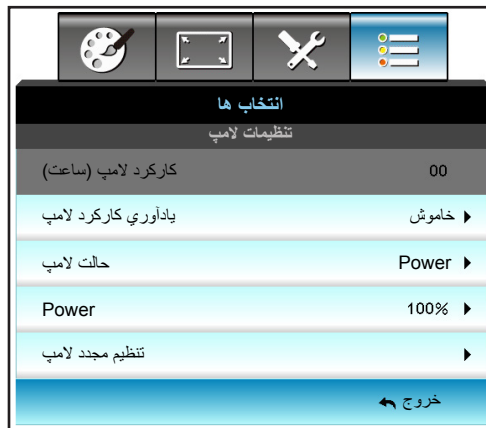 انتخاب ها
تنظیمات لامپ
کارکرد لامپ (ساعت) 00
یادآوري کارکرد لامپ خاموش
حالت لامپ Power
Power 100%
تنظیم مجدد لامپ
خروج